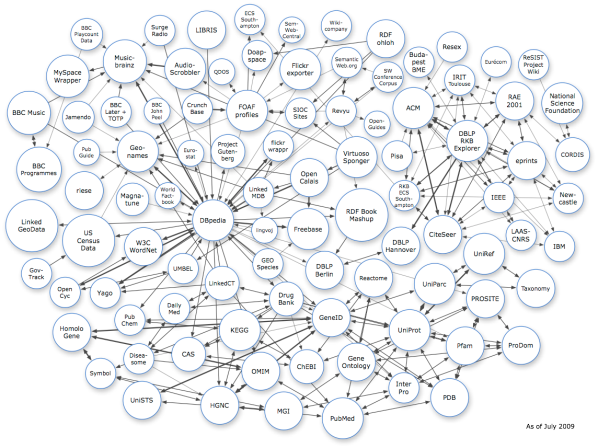 BBC
Playcount
Data
Surge
Radio
LIBRIS
ECS
South-
ampton
Sem-
Web-
Central
Wiki-
company
RDF
ohloh
Resex
Music-
brainz
MySpace
Wrapper
Audio-
Scrobbler
QDOS
Doap-
space
Flickr
exporter
Semantic
Web.org
SW
Conference
Corpus
Buda-
pest
BME
IRIT
Toulouse
Eurécom
ReSIST
Project
Wiki
National
Science
Foundation
RAE
2001
ACM
BBC Music
Jamendo
BBC
Later +
TOTP
BBC
John
Peel
Crunch
Base
FOAF
profiles
SIOC
Sites
Revyu
Open-
Guides
DBLP
RKB
Explorer
Pub
Guide
Geo-
names
Euro-
stat
Project
Guten-
berg
flickr
wrappr
Virtuoso
Sponger
Pisa
eprints
CORDIS
BBC
Programmes
riese
Magna-
tune
World
Fact-
book
Linked
MDB
Open
Calais
RKB
ECS
South-
ampton
IEEE
New-
castle
Linked
GeoData
US
Census
Data
W3C
WordNet
DBpedia
lingvoj
Freebase
RDF Book
Mashup
DBLP
Hannover
CiteSeer
LAAS-
CNRS
IBM
Gov-
Track
Open
Cyc
Yago
UMBEL
LinkedCT
GEO
Species
DBLP
Berlin
Reactome
UniParc
UniRef
Taxonomy
PROSITE
Daily
Med
Pub
Chem
Drug
Bank
GeneID
Homolo
Gene
KEGG
UniProt
Pfam
ProDom
Disea-
some
CAS
ChEBI
Gene
Ontology
Symbol
OMIM
Inter
Pro
UniSTS
HGNC
MGI
PubMed
PDB
As of July 2009